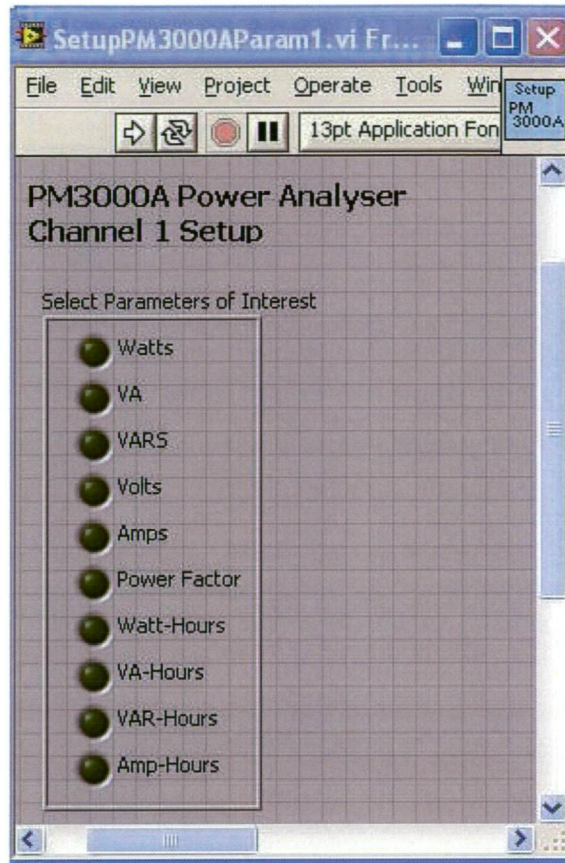 SetupPM3000AParam1.vi Fr...
File Edit View Project Operate Tools Win
Setup
PM
3000A
13pt Application Fon
PM3000A Power Analyser
Channel 1 Setup
Select Parameters of Interest
Watts
VA
VARS
Volts
Amps
Power Factor
Watt-Hours
VA-Hours
VAR-Hours
Amp-Hours